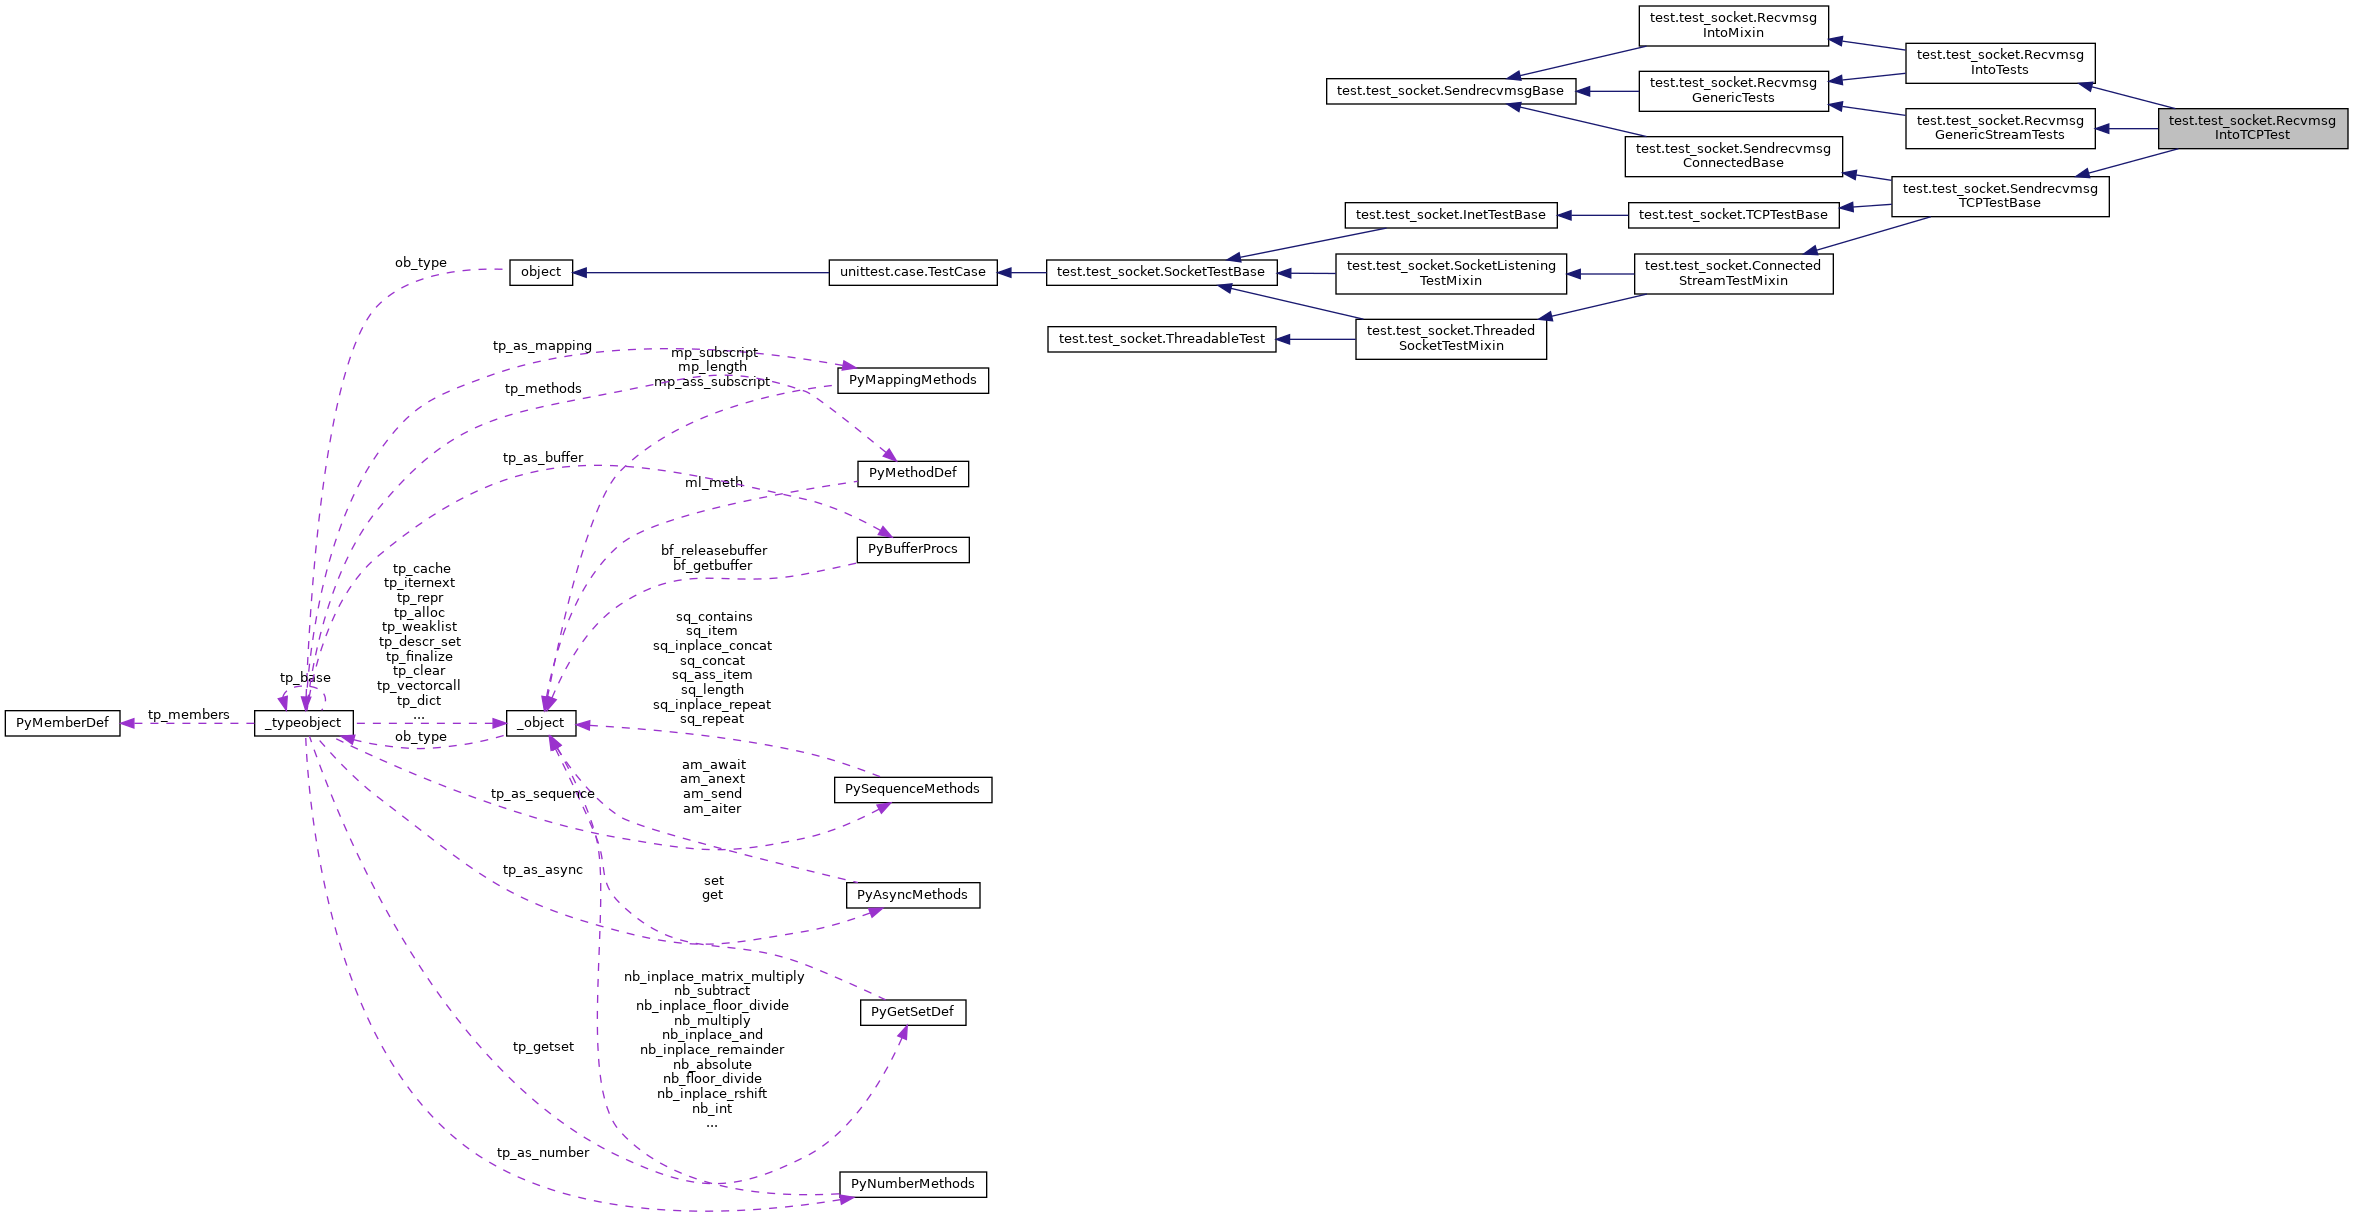 test.test_socket.Recvmsg
IntoMixin
test.test_socket.Recvmsg
IntoTests
test.test_socket.SendrecvmsgBase
test.test_socket.Recvmsg
GenericTests
test.test_socket.Recvmsg
GenericStreamTests
test.test_socket.Recvmsg
IntoTCPTest
test.test_socket.Sendrecvmsg
ConnectedBase
test.test_socket.Sendrecvmsg
TCPTestBase
test.test_socket.InetTestBase
test.test_socket.TCPTestBase
ob_type
object
unittest.case.TestCase
test.test_socket.SocketTestBase
test.test_socket.SocketListening
TestMixin
test.test_socket.Connected
StreamTestMixin
test.test_socket.ThreadableTest
test.test_socket.Threaded
SocketTestMixin
tp_as_mapping
mp_subscript
mp_length
mp_ass_subscript
PyMappingMethods
tp_methods
tp_as_buffer
PyMethodDef
ml_meth
PyBufferProcs
bf_releasebuffer
bf_getbuffer
tp_cache
tp_iternext
tp_repr
tp_alloc
tp_weaklist
tp_descr_set
tp_finalize
tp_clear
tp_vectorcall
tp_dict
...
sq_contains
sq_item
sq_inplace_concat
sq_concat
sq_ass_item
sq_length
sq_inplace_repeat
sq_repeat
tp_base
PyMemberDef
tp_members
_typeobject
_object
ob_type
am_await
am_anext
am_send
am_aiter
PySequenceMethods
tp_as_sequence
tp_as_async
set
get
PyAsyncMethods
nb_inplace_matrix_multiply
nb_subtract
nb_inplace_floor_divide
nb_multiply
nb_inplace_and
nb_inplace_remainder
nb_absolute
nb_floor_divide
nb_inplace_rshift
nb_int
...
PyGetSetDef
tp_getset
tp_as_number
PyNumberMethods